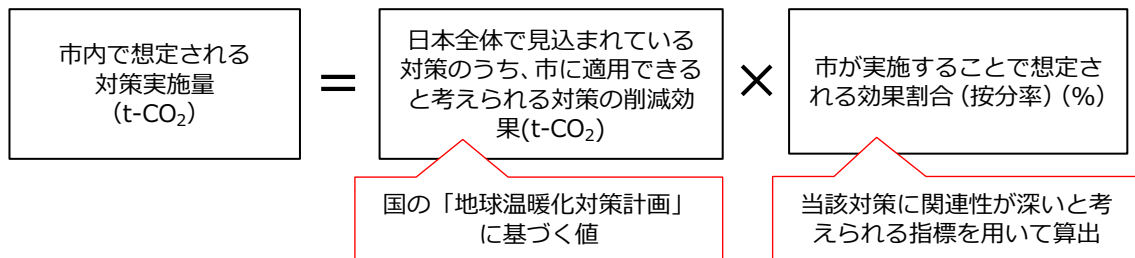 市内で想定される
対策実施量
（t-CO₂）
＝
日本全体で見込まれている
対策のうち、市に適用できる
と考えられる対策の削減効
果(t-CO₂)
×
市が実施することで想定さ
れる効果割合（按分率）(%)
国の「地球温暖化対策計画」
に基づく値
当該対策に関連性が深いと考
えられる指標を用いて算出